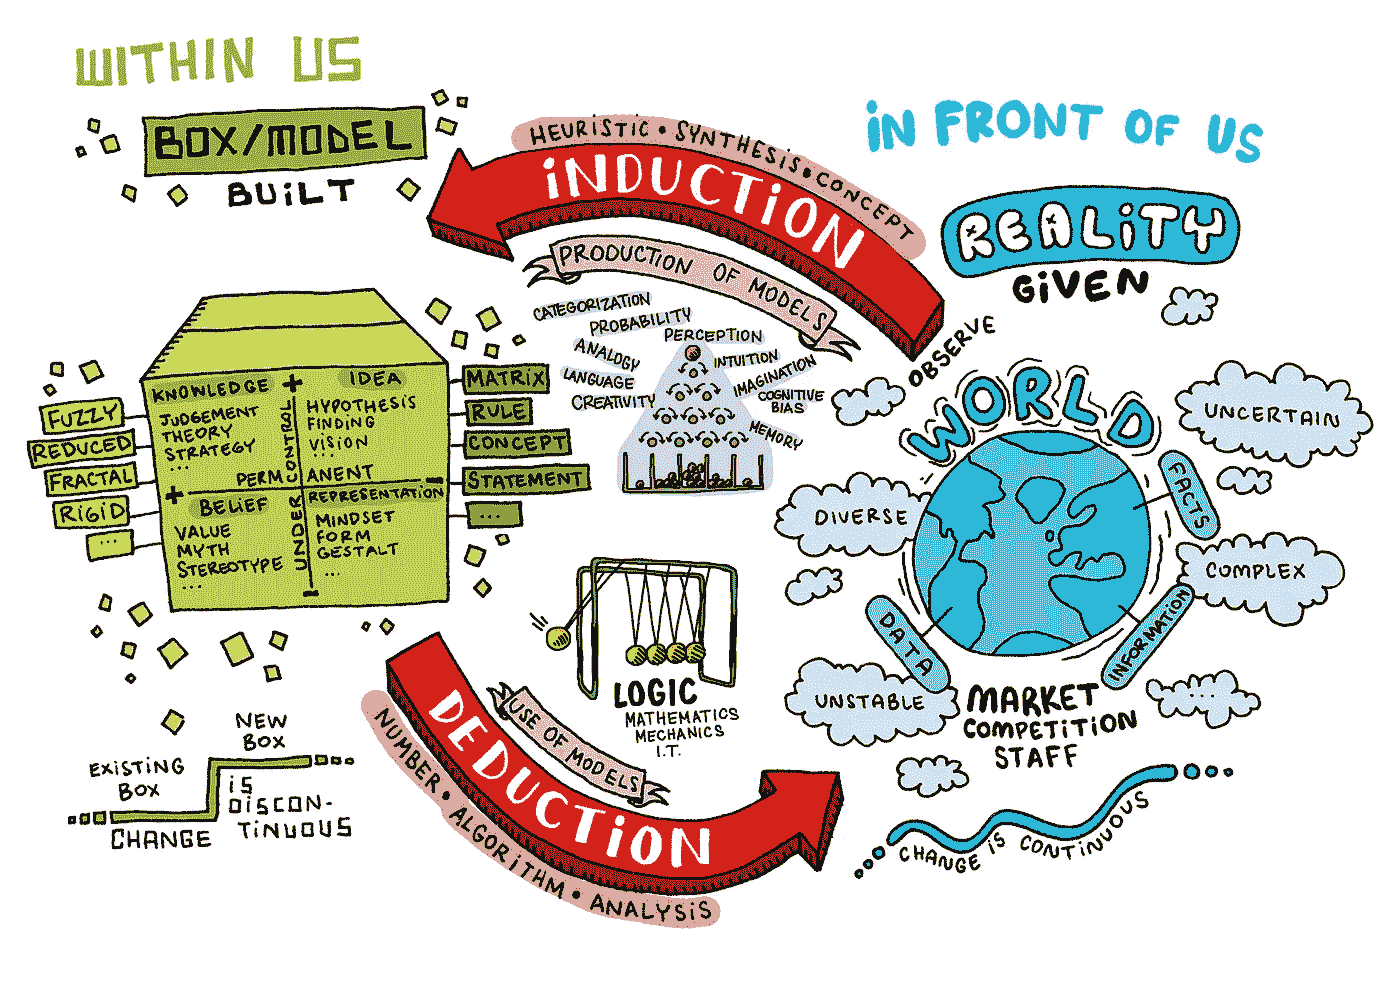 WITHIN US
BOX/MODEL
BUiLT
HEURiSTiC • SYNTHESiS • CONCEPT
iNDUCTiON
PRODUCTiON OF MODELS
iN FRONT OF US
REALiTY
GiVEN
OBSERVE
CATEGORIZATION
PROBABILITY
PERCEPTION
ANALOGY
INTUITION
LANGUAGE
IMAGINATION
CREATIVITY
COGNITIVE
BIAS
MEMORY
KNOWLEDGE
JUDGEMENT
THEORY
STRATEGY
...
+
IDEA
HYPOTHESiS
FiNDiNG
ViSiON
...
CONTROL
PERM ANENT
UNDER
+
-
BELiEF
VALUE
MYTH
STEREOTYPE
...
REPRESENTATiON
MiNDSET
FORM
GESTALT
...
-
FUZZY
REDUCED
FRACTAL
RiGiD
...
MATRiX
RULE
CONCEPT
STATEMENT
...
WORLD
UNCERTAiN
DiVERSE
FACTS
COMPLEX
DATA
iNFORMATiON
UNSTABLE
...
MARKET
COMPETiTiON
STAFF
LOGiC
MATHEMATiCS
MECHANiCS
I.T.
USE OF MODELS
DEDUCTiON
NUMBER • ALGORiTHM • ANALYSiS
NEW
BOX
EXiSTiNG
BOX
CHANGE
iS
DiSCON-
TiNUOUS
CHANGE iS CONTiNUOUS